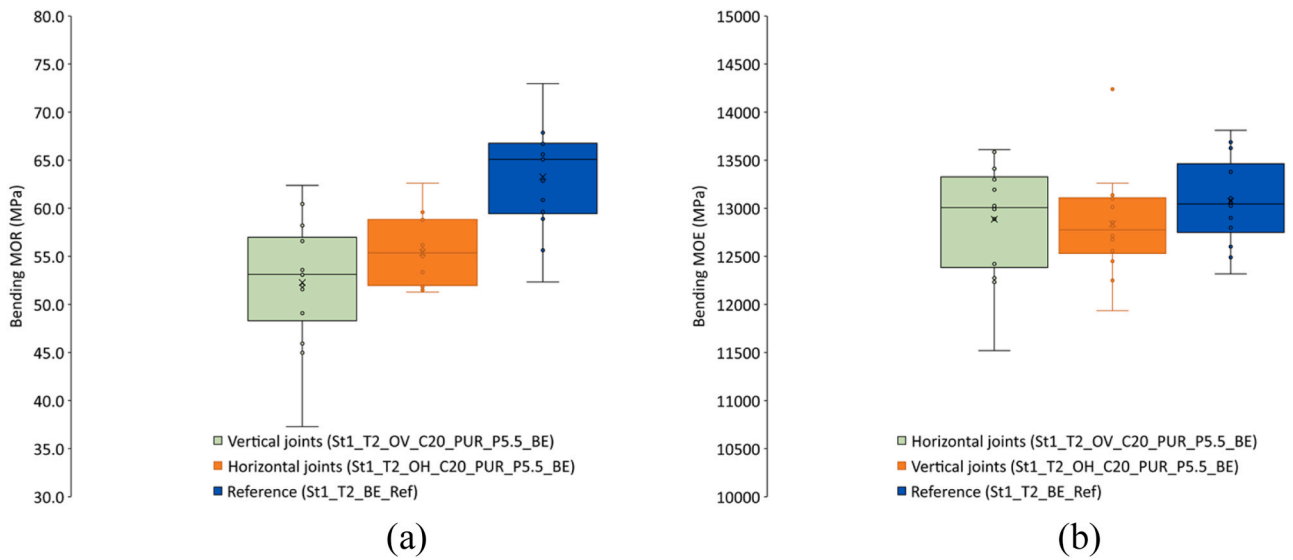 80.0
75.0
70.0
65.0
60.0
55.0
50.0
45.0
40.0
35.0
30.0
Bending MOR (MPa)
Vertical joints (St1_T2_OV_C20_PUR_P5.5_BE)
Horizontal joints (St1_T2_OH_C20_PUR_P5.5_BE)
Reference (St1_T2_BE_Ref)
(a)
15000
14500
14000
13500
13000
12500
12000
11500
11000
10500
10000
Bending MOE (MPa)
Horizontal joints (St1_T2_OV_C20_PUR_P5.5_BE)
Vertical joints (St1_T2_OH_C20_PUR_P5.5_BE)
Reference (St1_T2_BE_Ref)
(b)